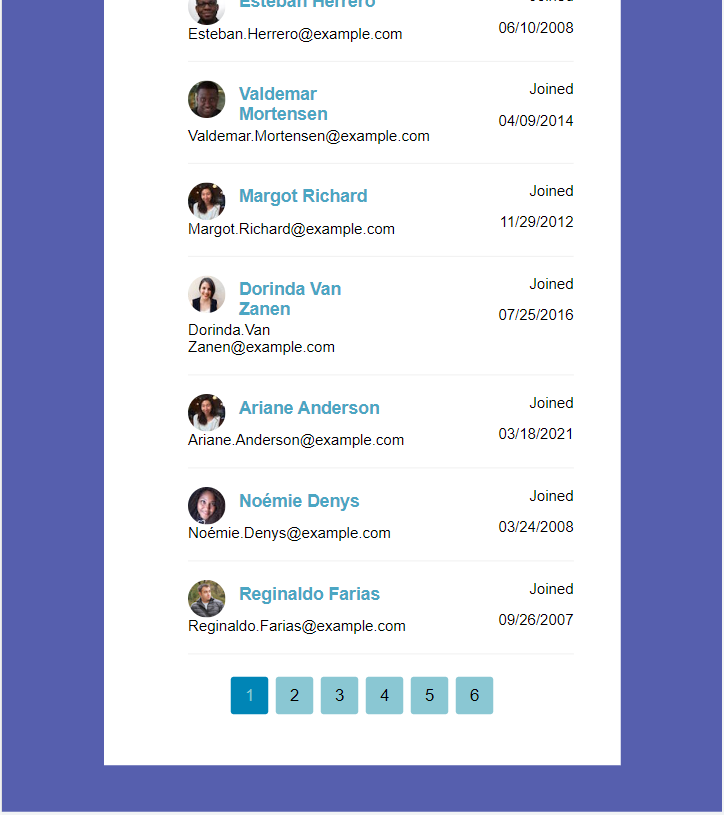 Esteban Herrero
Joined
Esteban.Herrero@example.com
06/10/2008
Valdemar
Mortensen
Joined
Valdemar.Mortensen@example.com
04/09/2014
Margot Richard
Joined
Margot.Richard@example.com
11/29/2012
Dorinda Van
Zanen
Joined
Dorinda.Van
Zanen@example.com
07/25/2016
Ariane Anderson
Joined
Ariane.Anderson@example.com
03/18/2021
Noémie Denys
Joined
Noémie.Denys@example.com
03/24/2008
Reginaldo Farias
Joined
Reginaldo.Farias@example.com
09/26/2007
1 2 3 4 5 6